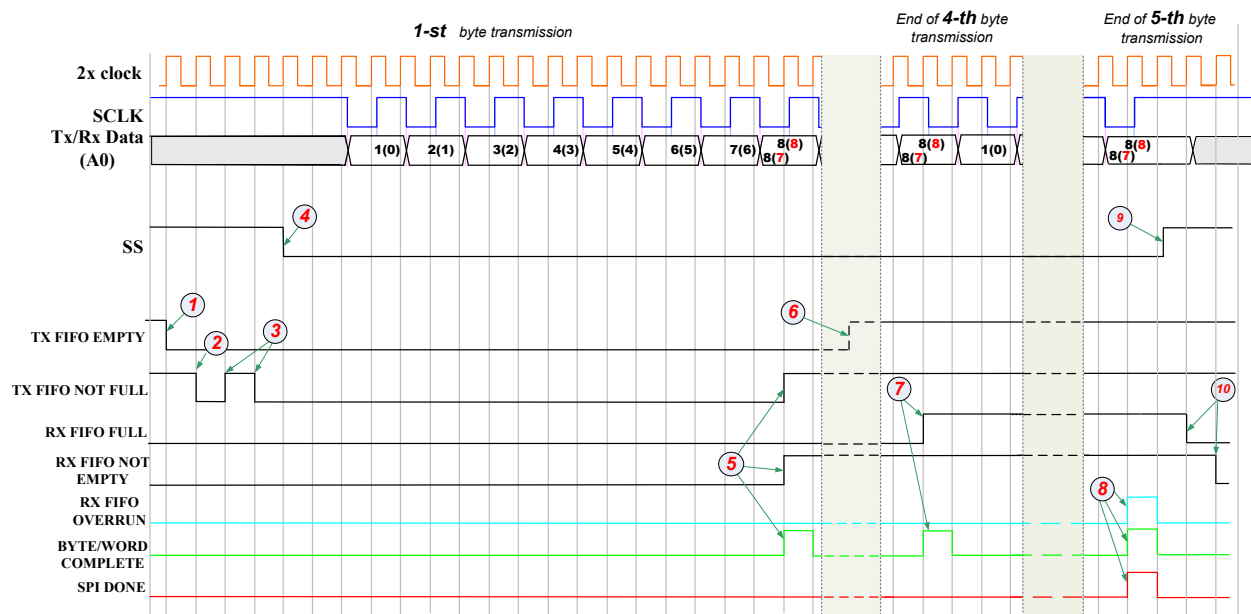 1-st byte transmission
End of 4-th byte
transmission
End of 5-th byte
transmission
2x clock
SCLK
Tx/Rx Data
(A0)
1(0) 2(1) 3(2) 4(3) 5(4) 6(5) 7(6) 8(8)
8(7)
8(8)
8(7)
1(0)
8(8)
8(7)
SS
4
9
TX FIFO EMPTY
1
6
TX FIFO NOT FULL
2
3
RX FIFO FULL
7
10
RX FIFO NOT
EMPTY
5
RX FIFO
OVERRUN
8
BYTE/WORD
COMPLETE
SPI DONE